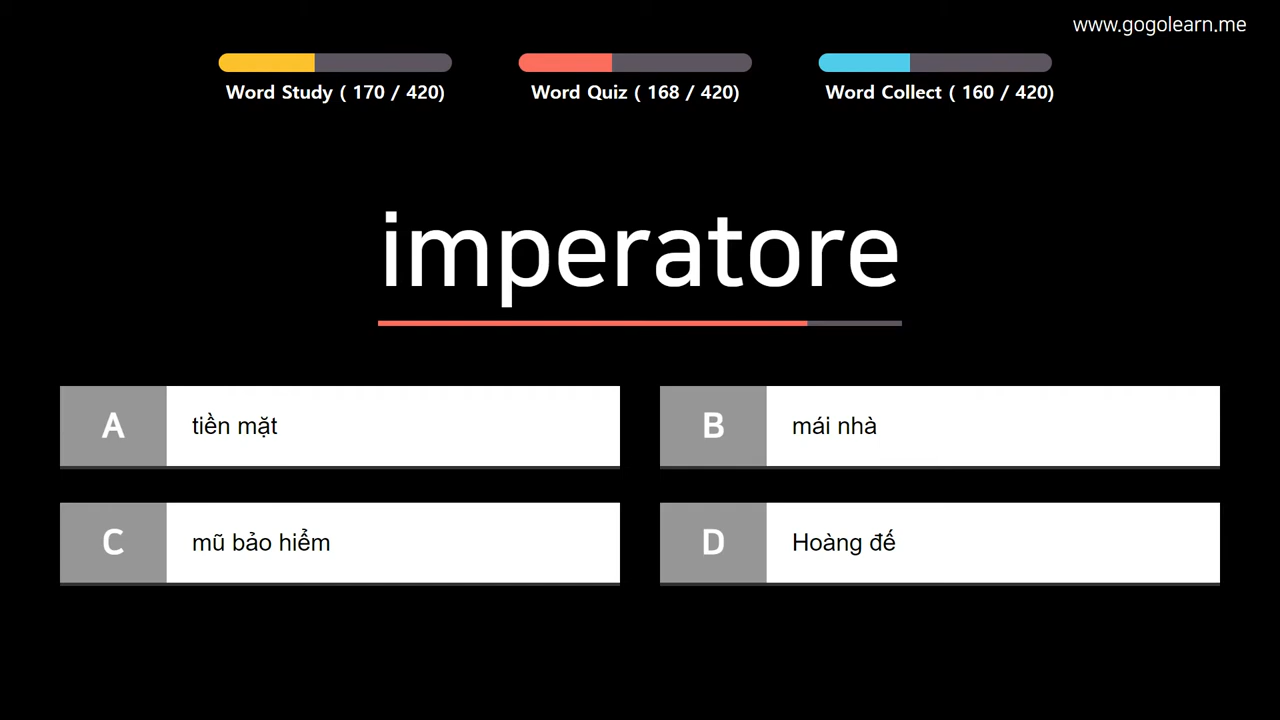 www.gogolearn.me
Word Study ( 170 / 420)
Word Quiz ( 168 / 420)
Word Collect ( 160 / 420)
imperatore
A tiền mặt
B mái nhà
C mũ bảo hiểm
D Hoàng đế